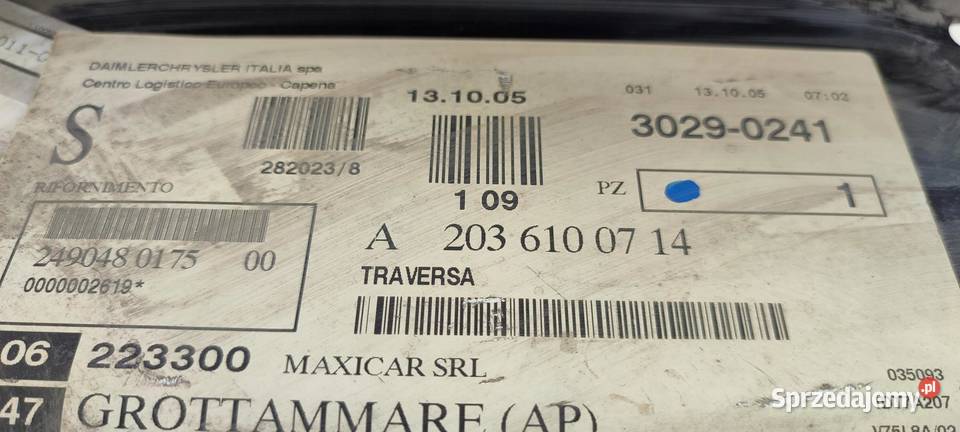 DAIMLERCHRYSLER ITALIA spa
Centro Logistico Europeo - Capena
S
13.10.05
031 13.10.05 07:02
3029-0241
282023/8
1 09
PZ 1
RIFORNIMENTO
A 203 610 07 14
249048 0175 00
TRAVERSA
0000002619*
06 223300 MAXICAR SRL
035093
47 GROTTAMMARE (AP)
Sprzedajemy.pl